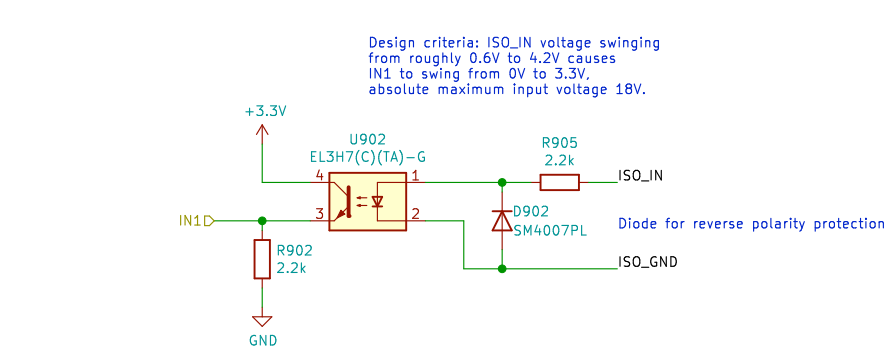 Design criteria: ISO_IN voltage swinging
from roughly 0.6V to 4.2V causes
IN1 to swing from 0V to 3.3V,
absolute maximum input voltage 18V.
+3.3V
U902
EL3H7(C)(TA)-G
R905
2.2k
4
1
ISO_IN
3
2
IN1
D902
SM4007PL
Diode for reverse polarity protection
R902
2.2k
ISO_GND
GND